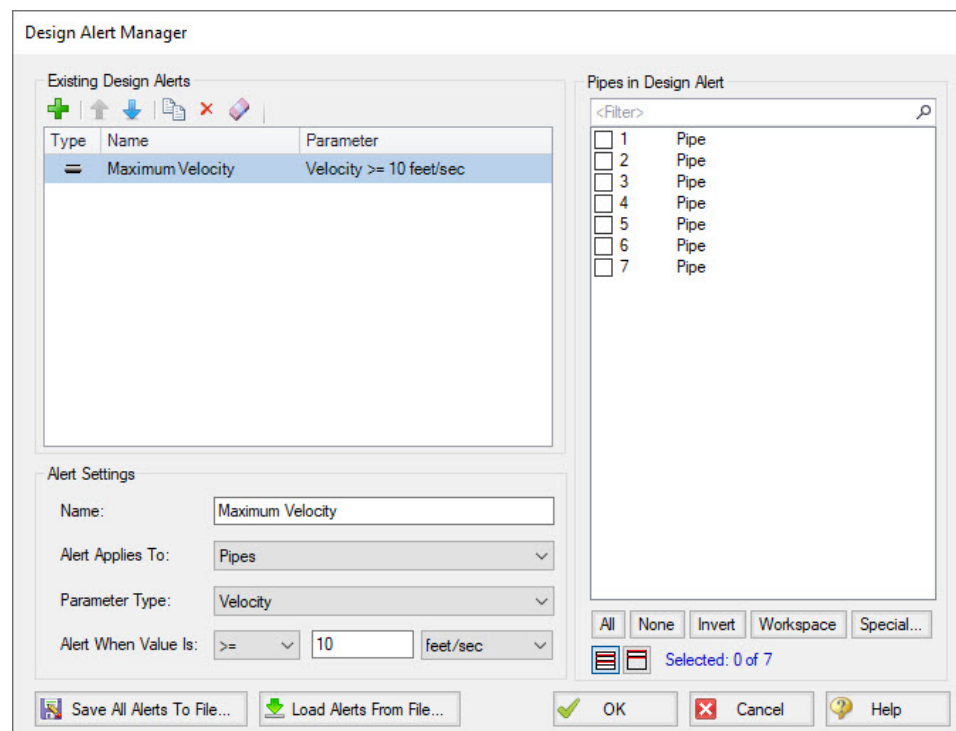 Design Alert Manager
Existing Design Alerts
Type Name Parameter
Maximum Velocity Velocity >= 10 feet/sec
Alert Settings
Name: Maximum Velocity
Alert Applies To: Pipes
Parameter Type: Velocity
Alert When Value Is: >= 10 feet/sec
Pipes in Design Alert
<Filter>
1 Pipe
2 Pipe
3 Pipe
4 Pipe
5 Pipe
6 Pipe
7 Pipe
All None Invert Workspace Special...
Selected: 0 of 7
Save All Alerts To File... Load Alerts From File... OK Cancel Help